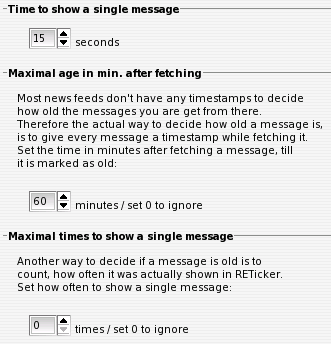 Time to show a single message
15 seconds
Maximal age in min. after fetching
Most news feeds don't have any timestamps to decide
how old the messages you are get from there.
Therefore the actual way to decide how old a message is,
is to give every message a timestamp while fetching it.
Set the time in minutes after fetching a message, till
it is marked as old:
60 minutes / set 0 to ignore
Maximal times to show a single message
Another way to decide if a message is old is to
count, how often it was actually shown in RETicker.
Set how often to show a single message:
0 times / set 0 to ignore